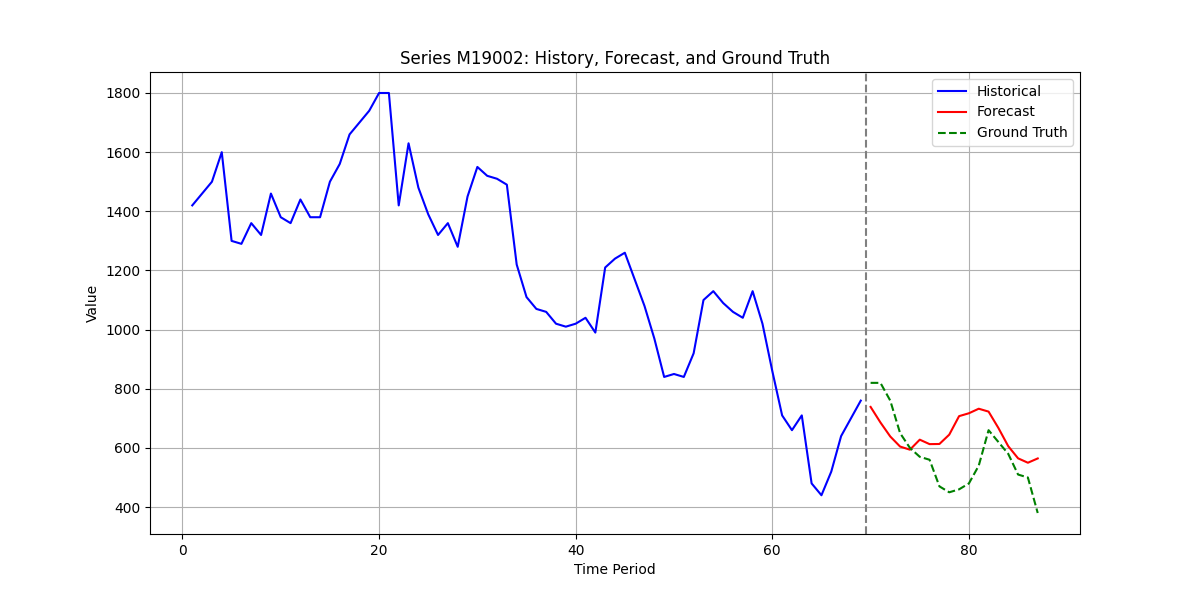 Series M19002: History, Forecast, and Ground Truth
Historical
Forecast
Ground Truth
Value
1800
1600
1400
1200
1000
800
600
400
0 20 40 60 80
Time Period